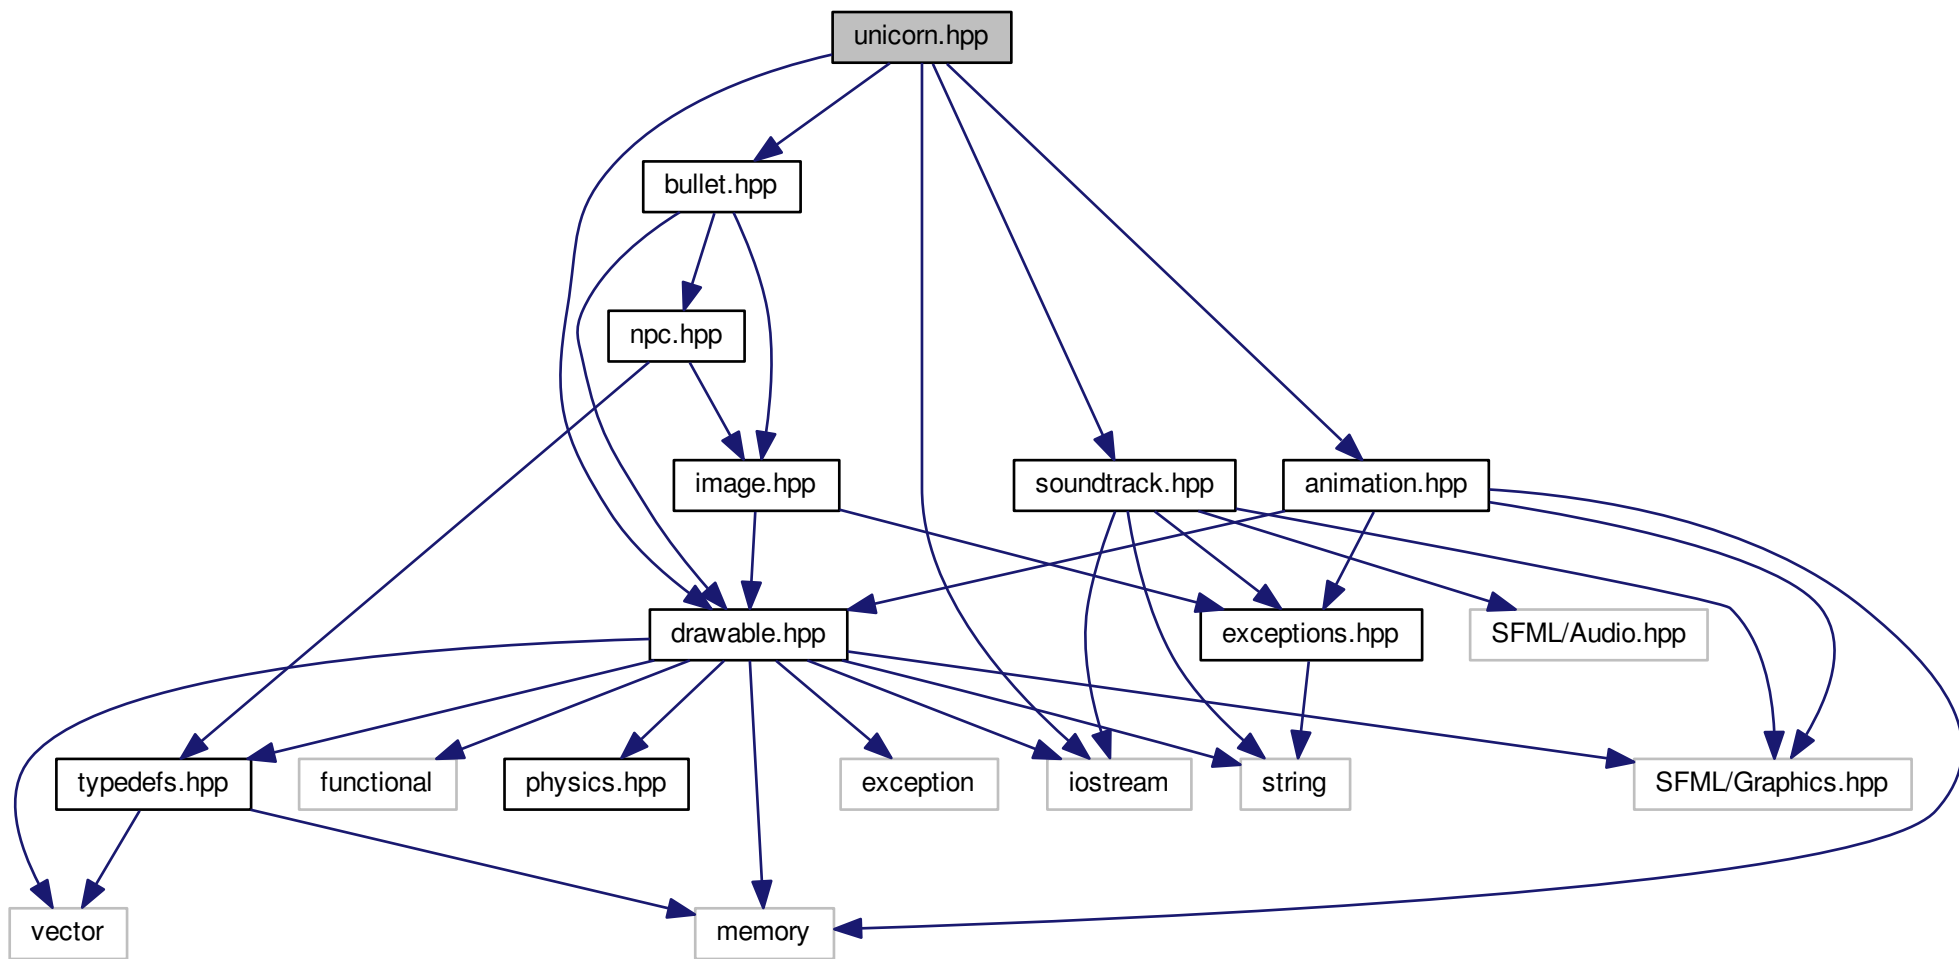 unicorn.hpp
bullet.hpp
npc.hpp
image.hpp
soundtrack.hpp
animation.hpp
drawable.hpp
exceptions.hpp
SFML/Audio.hpp
typedefs.hpp
functional
physics.hpp
exception
iostream
string
SFML/Graphics.hpp
vector
memory